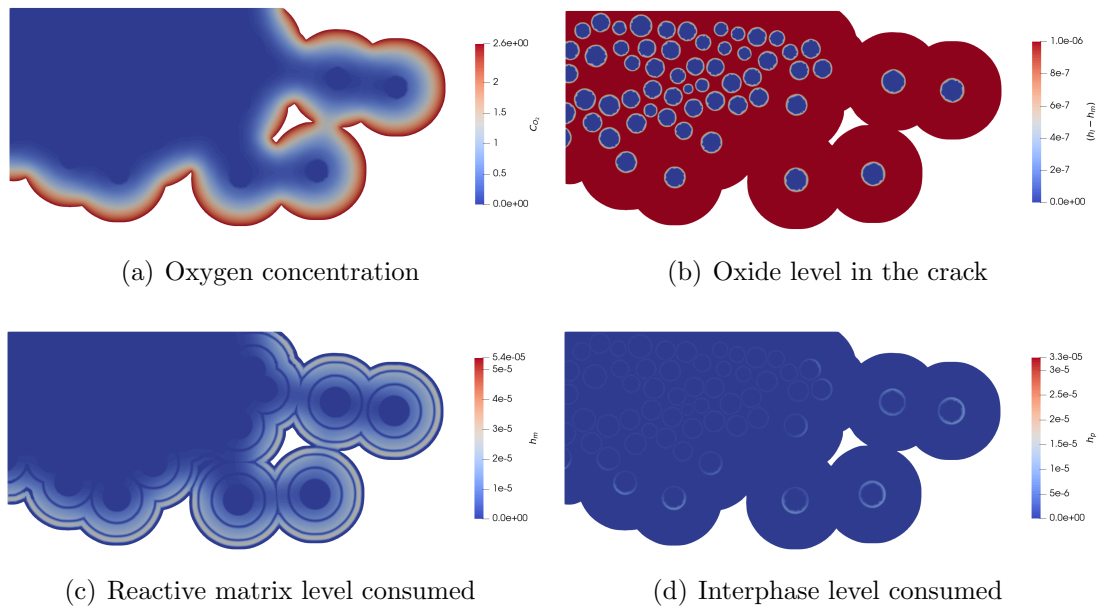 2.6e+00
2
1.5
1
0.5
0.0e+00
C_{O_2}
1.0e-06
8e-7
6e-7
4e-7
2e-7
0.0e+00
(h_l - h_m)
(a) Oxygen concentration
(b) Oxide level in the crack
5.4e-05
4e-5
3e-5
2e-5
1e-5
0.0e+00
h_m
3.3e-05
2.5e-5
2e-5
1.5e-5
1e-5
5e-6
0.0e+00
h_p
(c) Reactive matrix level consumed
(d) Interphase level consumed